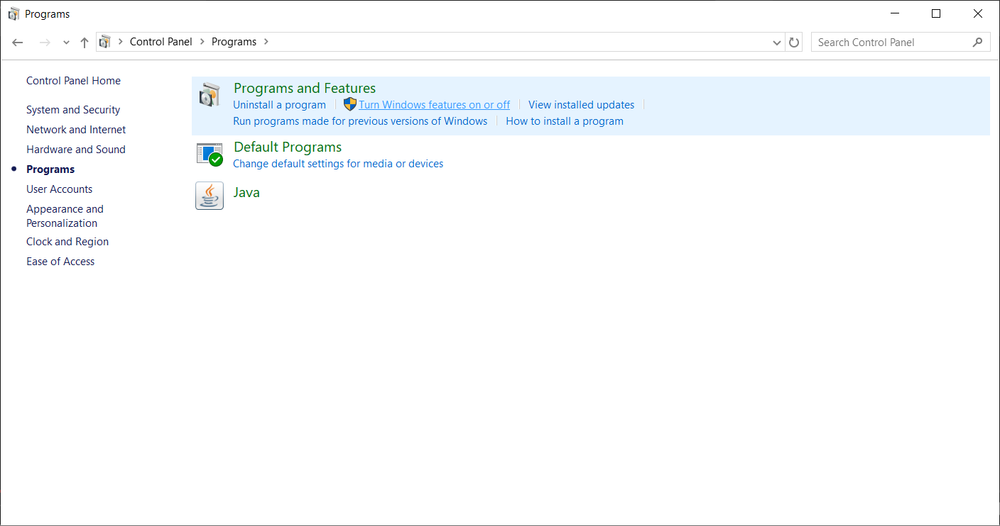 Programs
Control Panel Programs
Search Control Panel
Control Panel Home
System and Security
Network and Internet
Hardware and Sound
Programs
User Accounts
Appearance and
Personalization
Clock and Region
Ease of Access
Programs and Features
Uninstall a program Turn Windows features on or off View installed updates
Run programs made for previous versions of Windows How to install a program
Default Programs
Change default settings for media or devices
Java